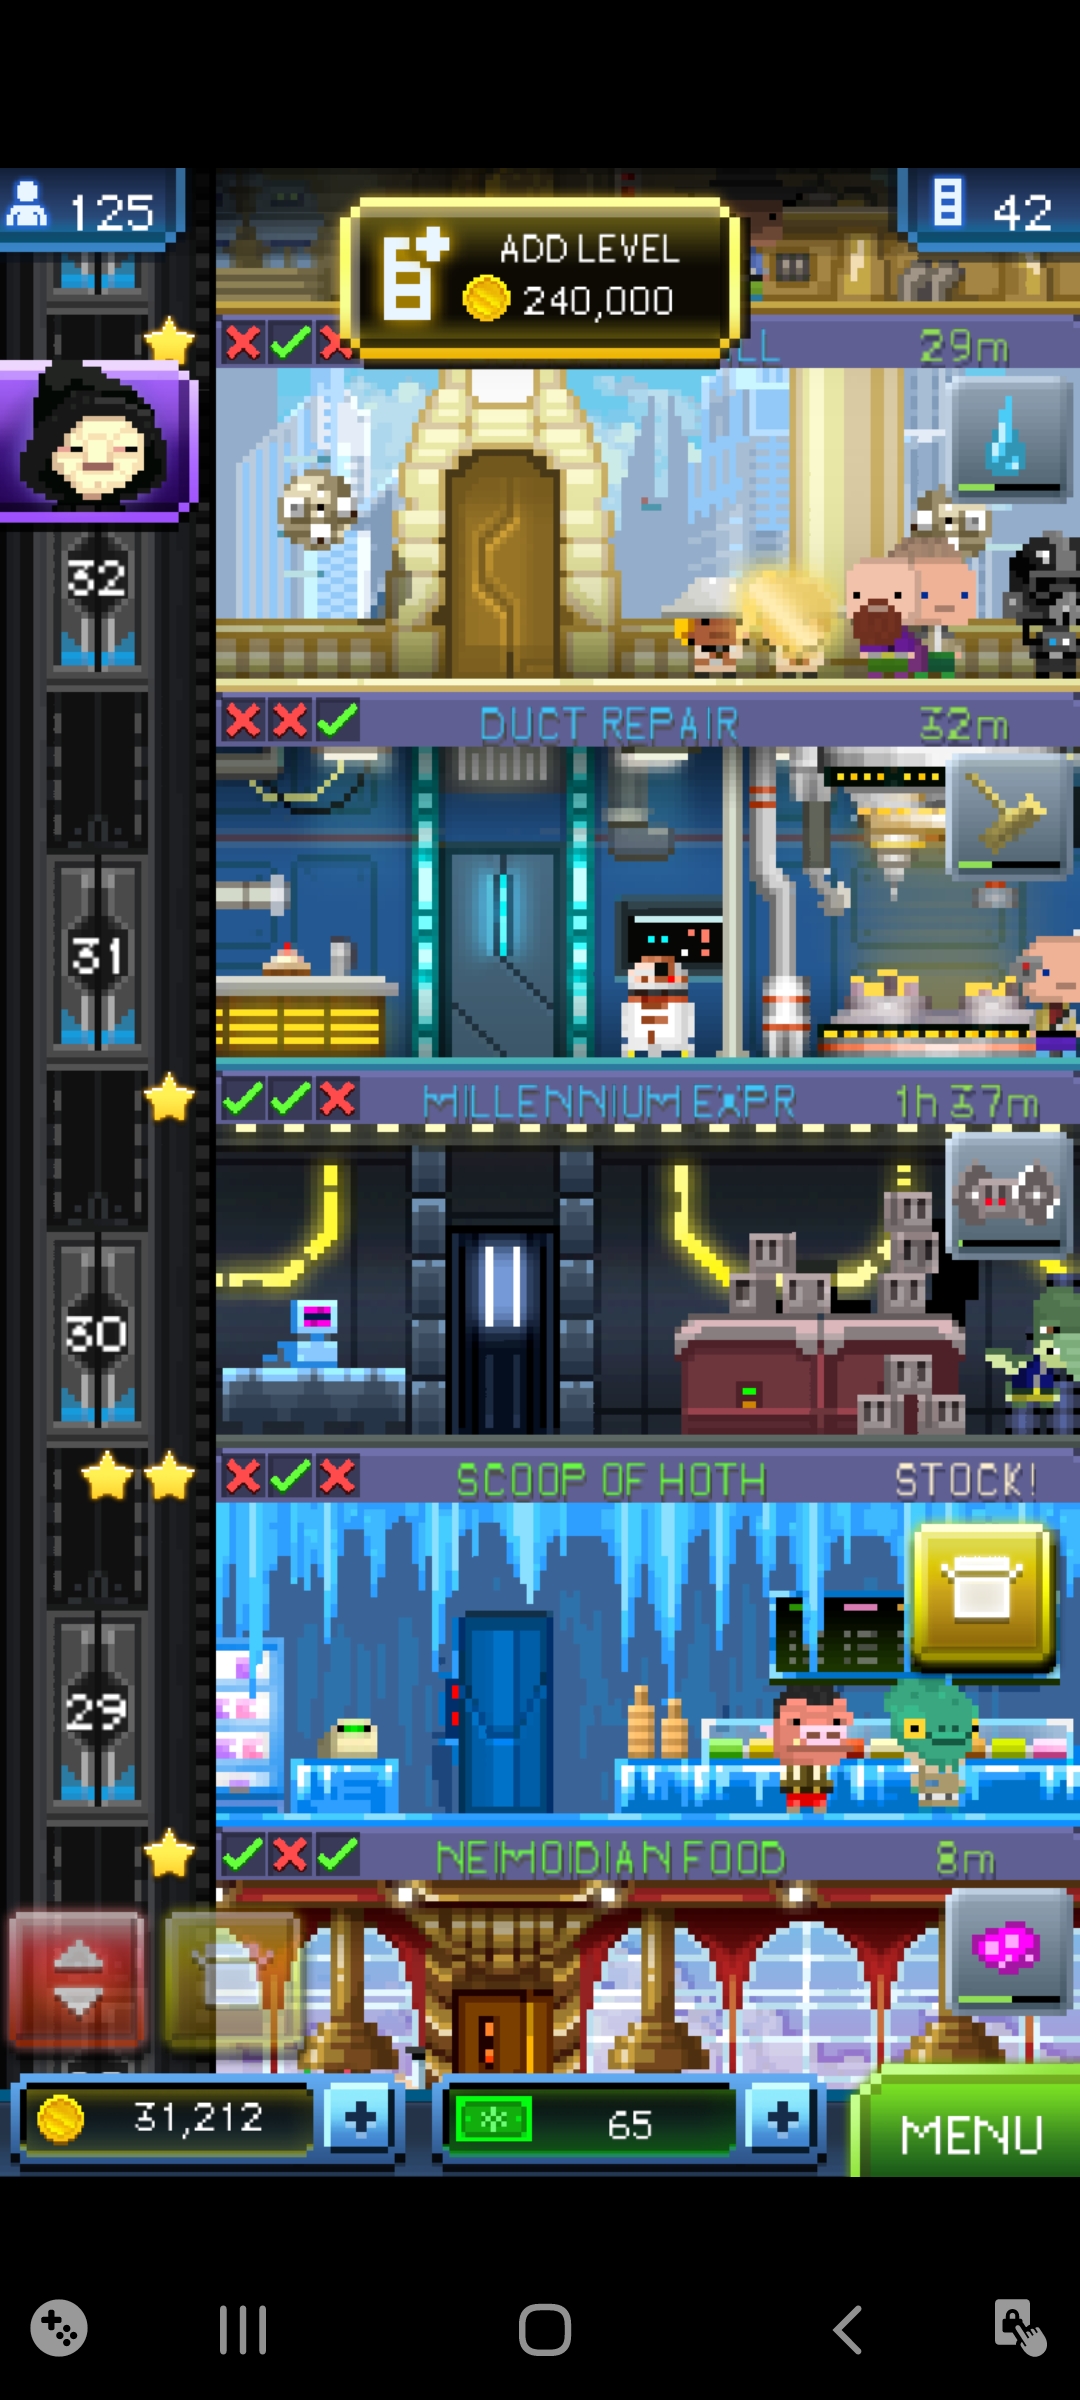 125
ADD LEVEL
240,000
42
LL
29m
32
DUCT REPAIR
32m
31
MILLENNIUM EXPR
1h 37m
30
SCOOP OF HOTH
STOCK!
29
NEIMOIDIAN FOOD
8m
31,212
65
MENU